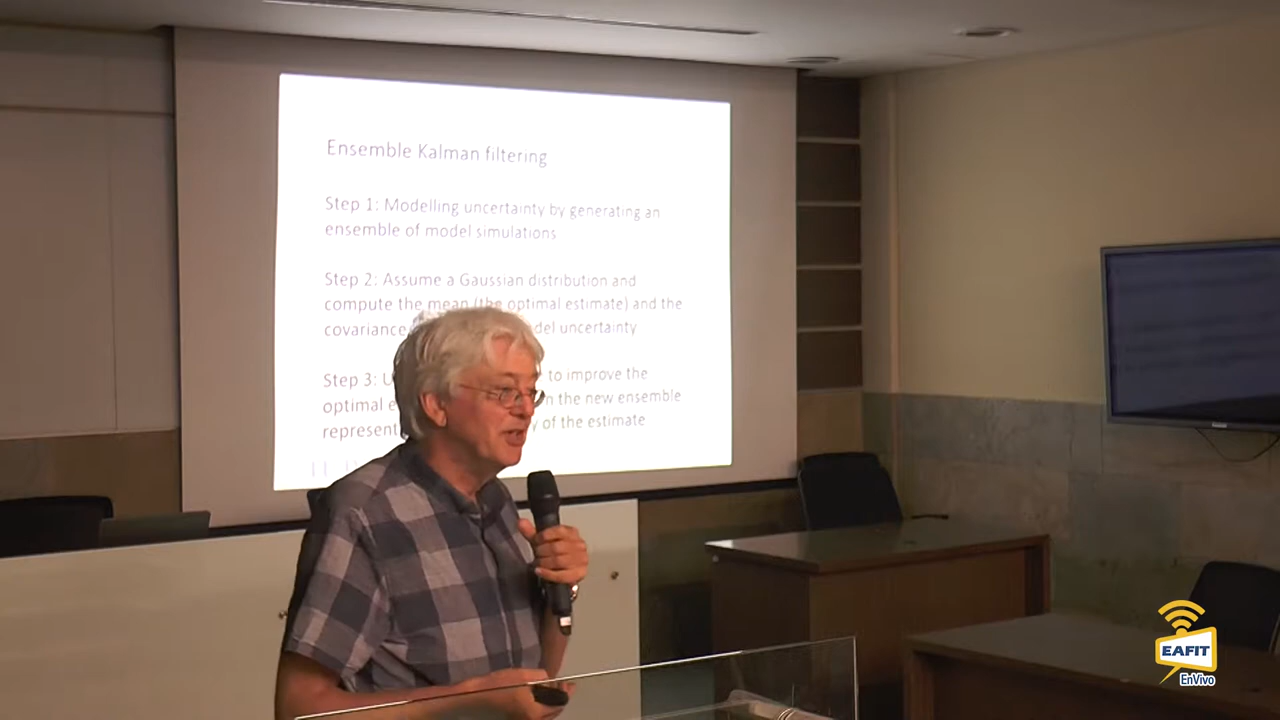 Ensemble Kalman filtering
Step 1: Modelling uncertainty by generating an
ensemble of model simulations
Step 2: Assume a Gaussian distribution and
compute the mean (the optimal estimate) and the
covariance del uncertainty
Step 3: U to improve the
optimal e n the new ensemble
represent y of the estimate
EAFIT
EnVivo